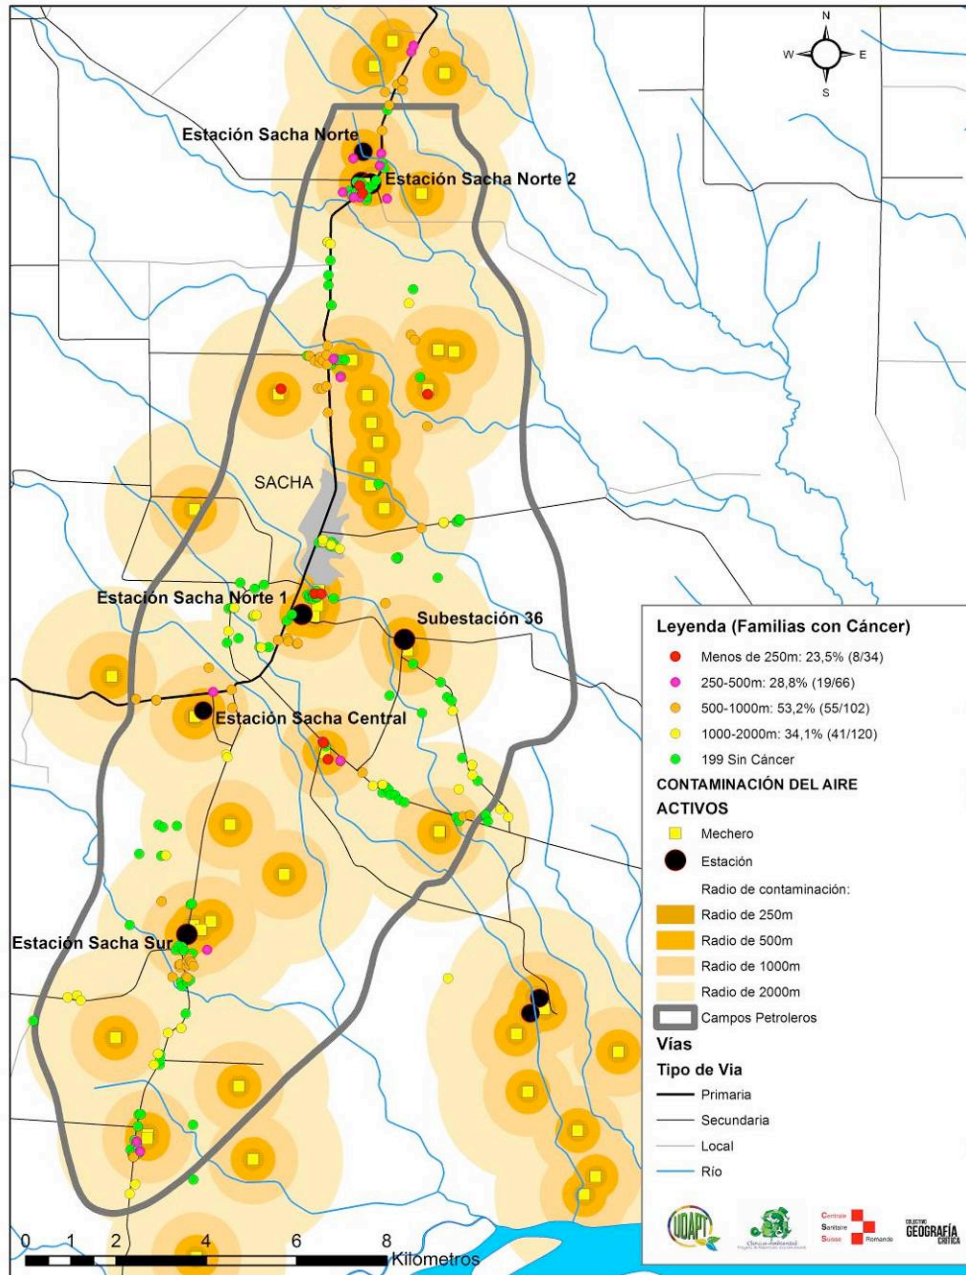 N
W E
S
Estación Sacha Norte
Estación Sacha Norte 2
SACHA
Estación Sacha Norte 1
Subestación 36
Estación Sacha Central
Estación Sacha Sur
Leyenda (Familias con Cáncer)
Menos de 250m: 23,5% (8/34)
250-500m: 28,8% (19/66)
500-1000m: 53,2% (55/102)
1000-2000m: 34,1% (41/120)
199 Sin Cáncer
CONTAMINACIÓN DEL AIRE
ACTIVOS
Mechero
Estación
Radio de contaminación:
Radio de 250m
Radio de 500m
Radio de 1000m
Radio de 2000m
Campos Petroleros
Vías
Tipo de Via
Primaria
Secundaria
Local
Río
UDAPT
Clínica Ambiental
Centrale
Sanitaire
Suisse Romande
COLECTIVO
GEOGRAFÍA
CRÍTICA
0 2 4 6 8
Kilometros